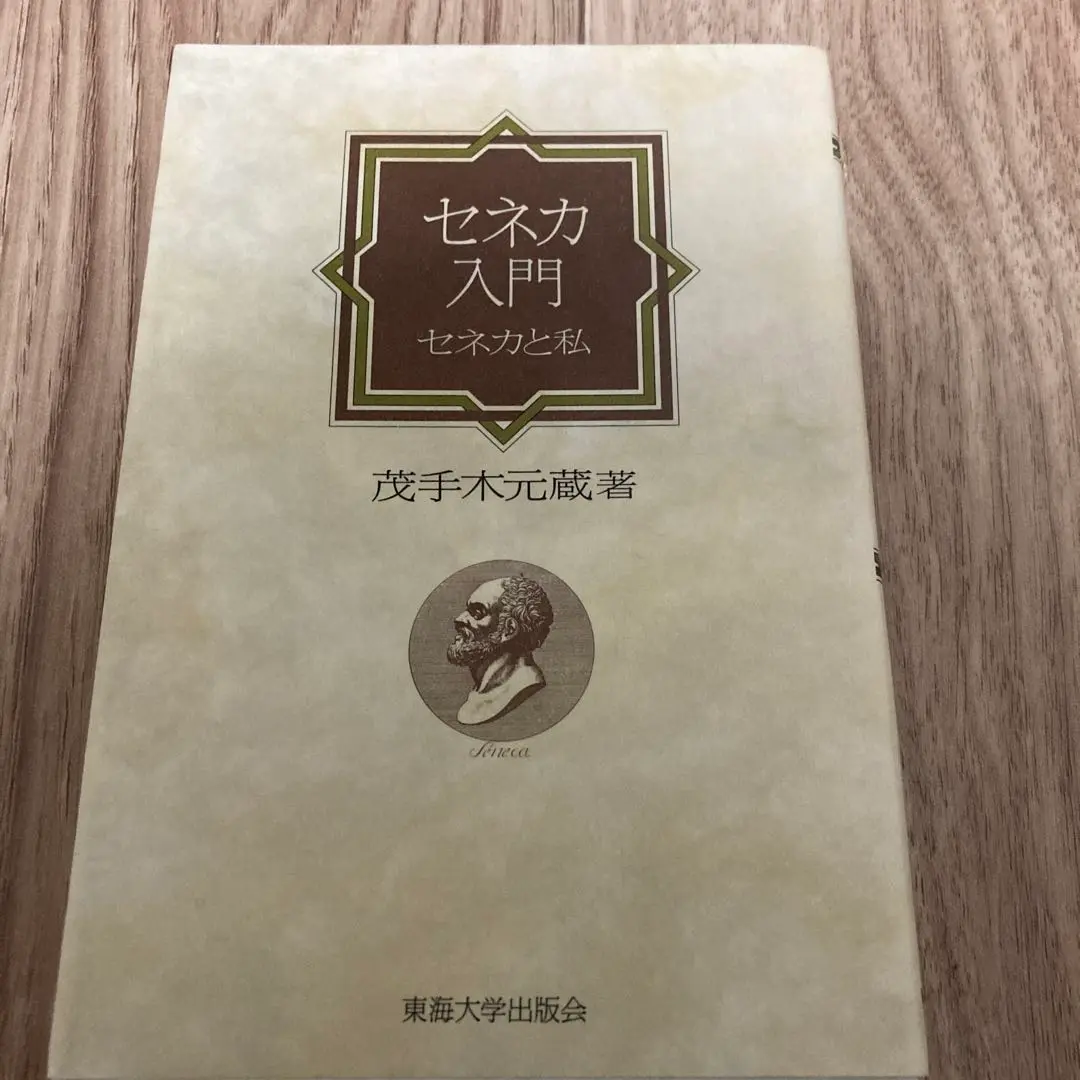 セネカ
入門
セネカと私
茂手木元蔵著
Séneca
東海大学出版会